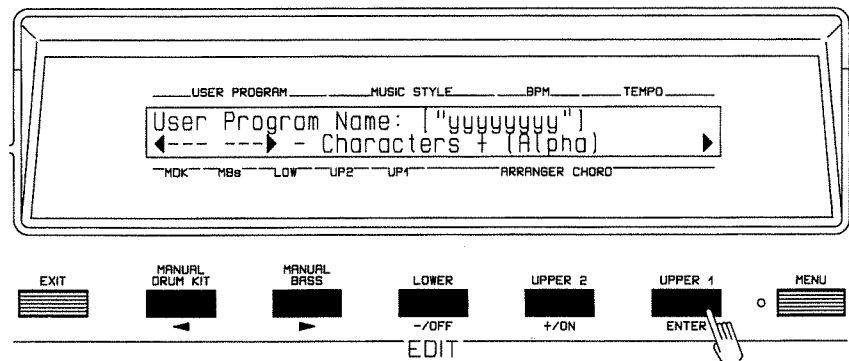 USER PROGRAM MUSIC STYLE BPM TEMPO
User Program Name: ["yyyyyyyy"]
◀--- ---▶ - Characters + (Alpha) ▶
MDK MBs LOW UP2 UP1 ARRANGER CHORD
EXIT MANUAL DRUM KIT MANUAL BASS LOWER UPPER 2 UPPER 1 MENU
◀ ▶ -/OFF +/ON ENTER
EDIT